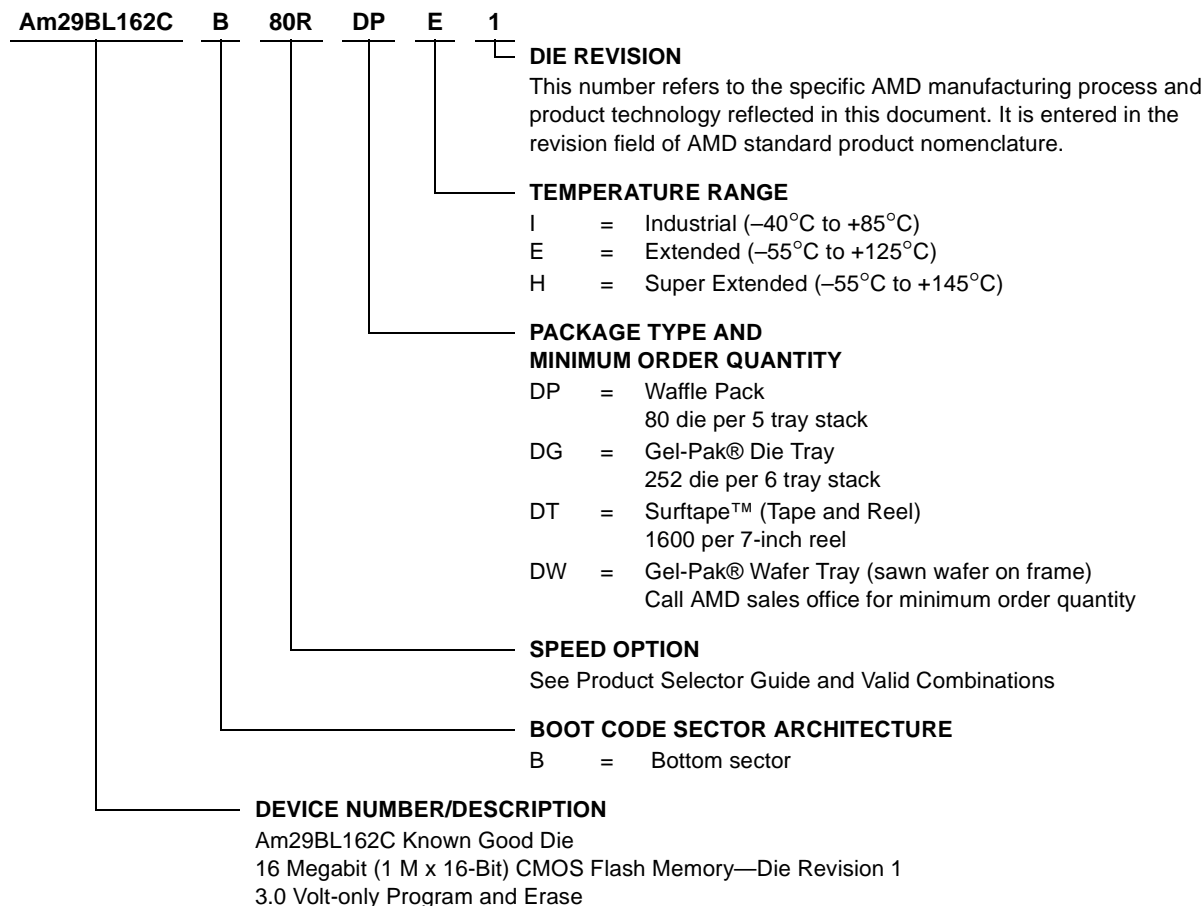 Am29BL162C B 80R DP E 1
DIE REVISION
This number refers to the specific AMD manufacturing process and
product technology reflected in this document. It is entered in the
revision field of AMD standard product nomenclature.
TEMPERATURE RANGE
I = Industrial (–40°C to +85°C)
E = Extended (–55°C to +125°C)
H = Super Extended (–55°C to +145°C)
PACKAGE TYPE AND
MINIMUM ORDER QUANTITY
DP = Waffle Pack
80 die per 5 tray stack
DG = Gel-Pak® Die Tray
252 die per 6 tray stack
DT = Surftape™ (Tape and Reel)
1600 per 7-inch reel
DW = Gel-Pak® Wafer Tray (sawn wafer on frame)
Call AMD sales office for minimum order quantity
SPEED OPTION
See Product Selector Guide and Valid Combinations
BOOT CODE SECTOR ARCHITECTURE
B = Bottom sector
DEVICE NUMBER/DESCRIPTION
Am29BL162C Known Good Die
16 Megabit (1 M x 16-Bit) CMOS Flash Memory—Die Revision 1
3.0 Volt-only Program and Erase